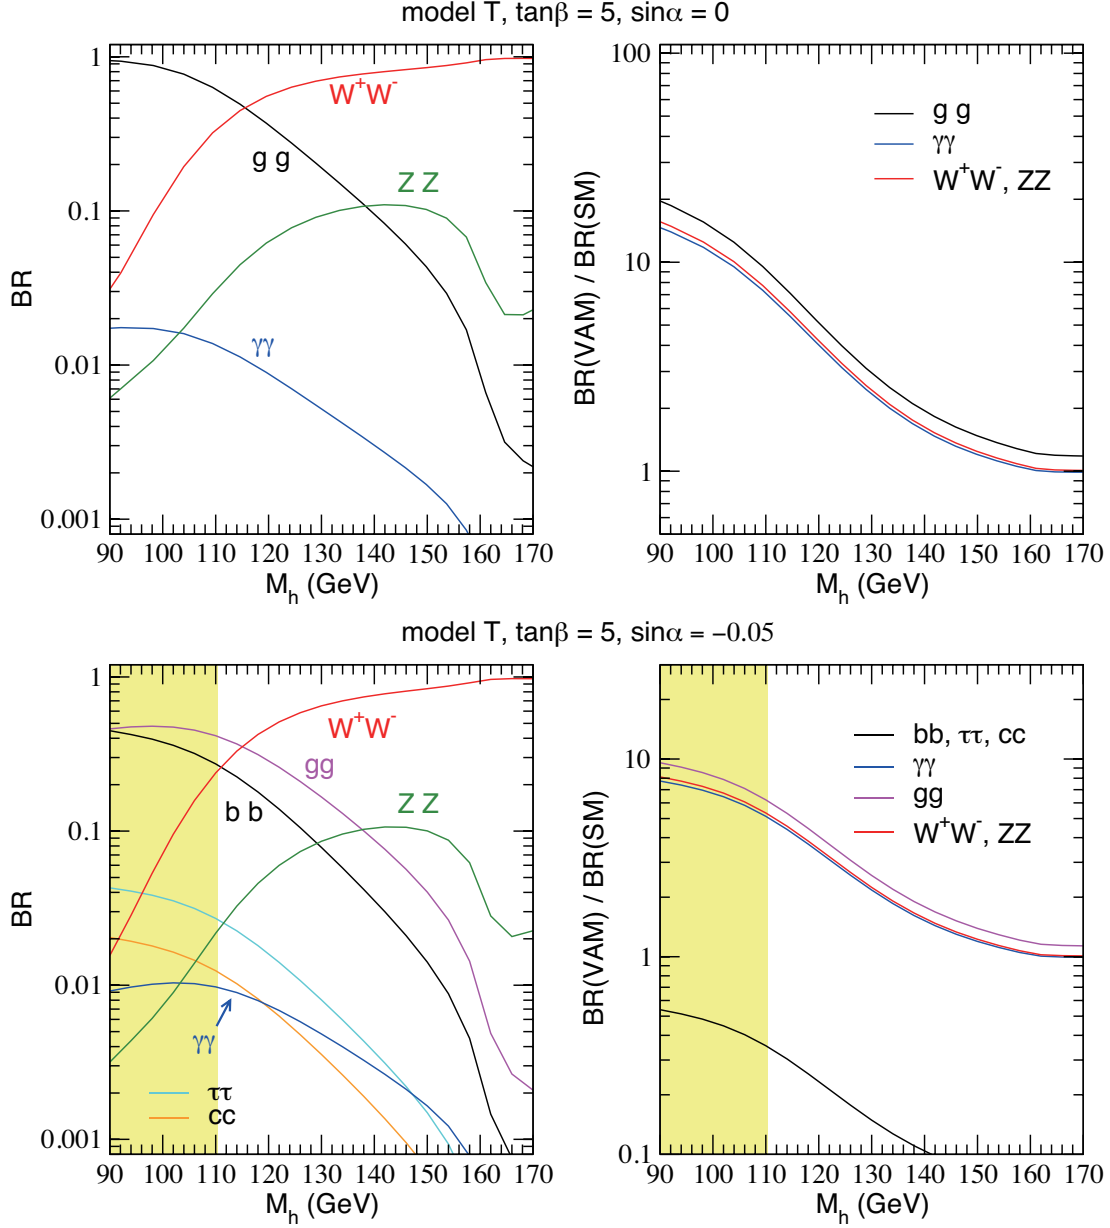 model T, tanβ = 5, sinα = 0
1
0.1
0.01
0.001
BR
W⁺W⁻
g g
Z Z
γγ
90 100 110 120 130 140 150 160 170
M_h (GeV)
100
10
1
BR(VAM) / BR(SM)
g g
γγ
W⁺W⁻, ZZ
90 100 110 120 130 140 150 160 170
M_h (GeV)
model T, tanβ = 5, sinα = −0.05
1
0.1
0.01
0.001
BR
W⁺W⁻
gg
b b
Z Z
γγ
ττ
cc
90 100 110 120 130 140 150 160 170
M_h (GeV)
10
1
0.1
BR(VAM) / BR(SM)
bb, ττ, cc
γγ
gg
W⁺W⁻, ZZ
90 100 110 120 130 140 150 160 170
M_h (GeV)